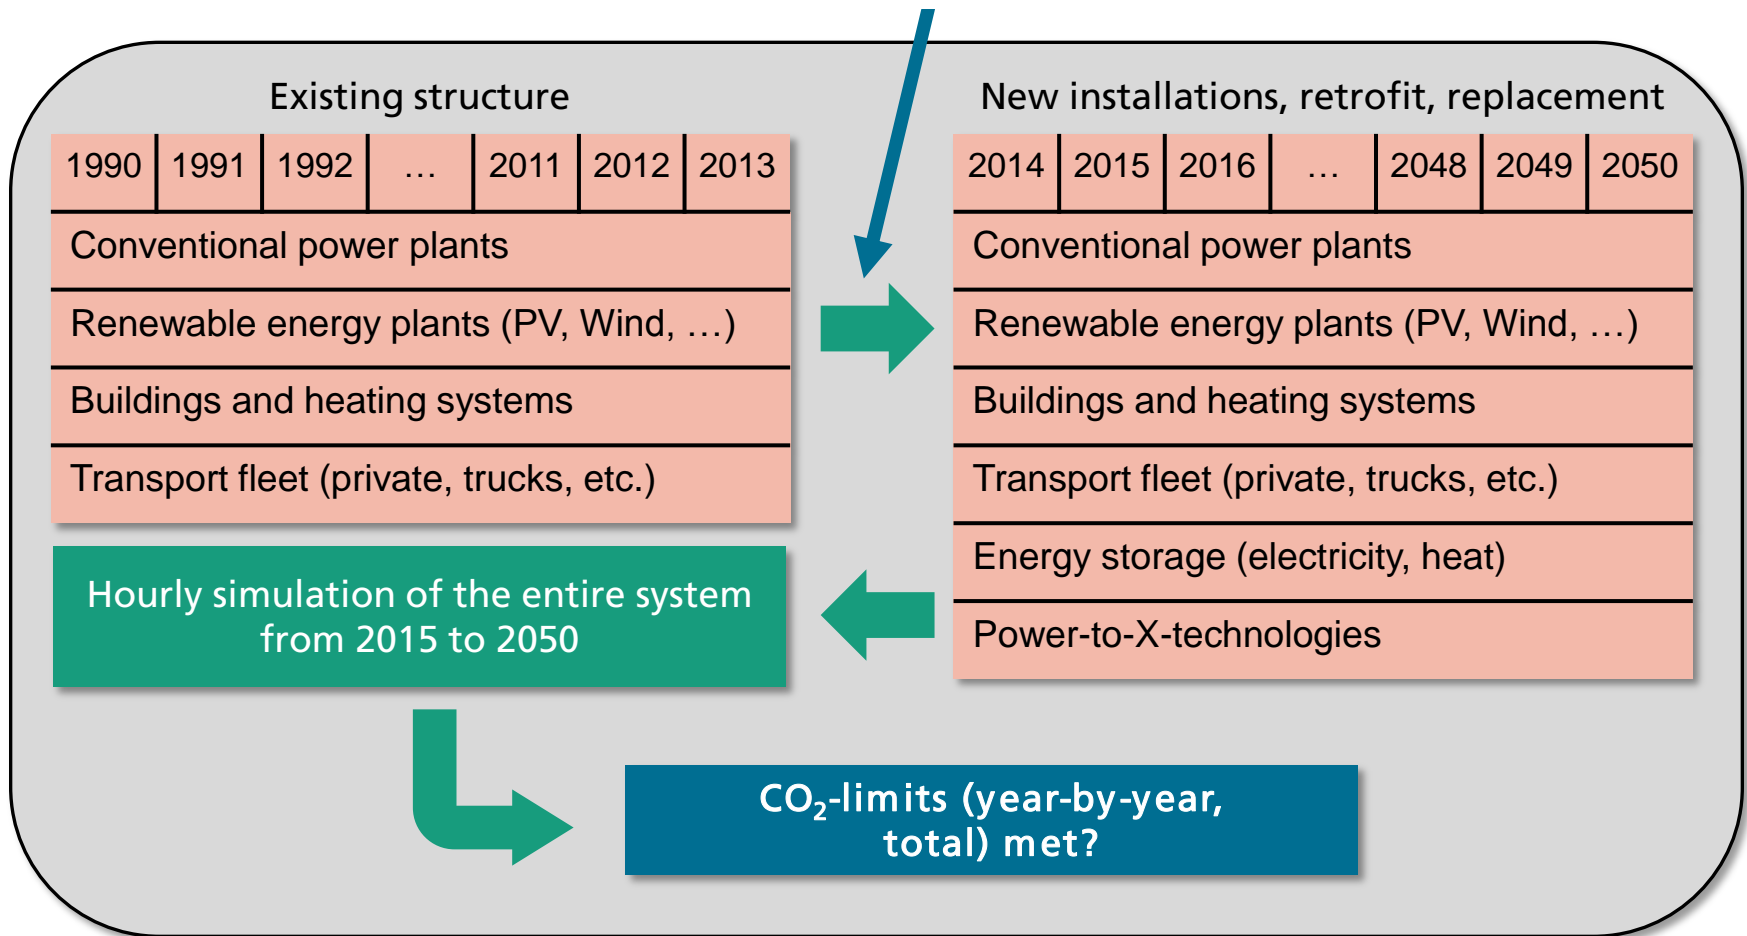 Existing structure
1990 1991 1992 … 2011 2012 2013
Conventional power plants
Renewable energy plants (PV, Wind, …)
Buildings and heating systems
Transport fleet (private, trucks, etc.)
New installations, retrofit, replacement
2014 2015 2016 … 2048 2049 2050
Conventional power plants
Renewable energy plants (PV, Wind, …)
Buildings and heating systems
Transport fleet (private, trucks, etc.)
Energy storage (electricity, heat)
Power-to-X-technologies
Hourly simulation of the entire system
from 2015 to 2050
CO₂-limits (year-by-year,
total) met?